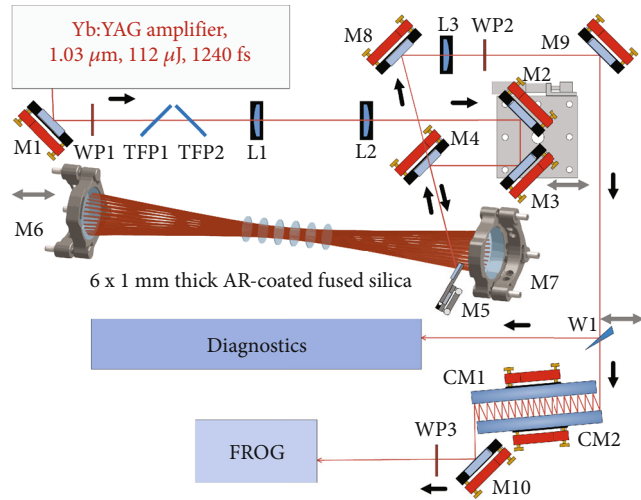 Yb:YAG amplifier,
1.03 μm, 112 μJ, 1240 fs
M8
L3
WP2
M9
M2
M1
WP1
TFP1
TFP2
L1
L2
M4
M3
M6
6 x 1 mm thick AR-coated fused silica
M7
M5
W1
Diagnostics
CM1
CM2
WP3
FROG
M10